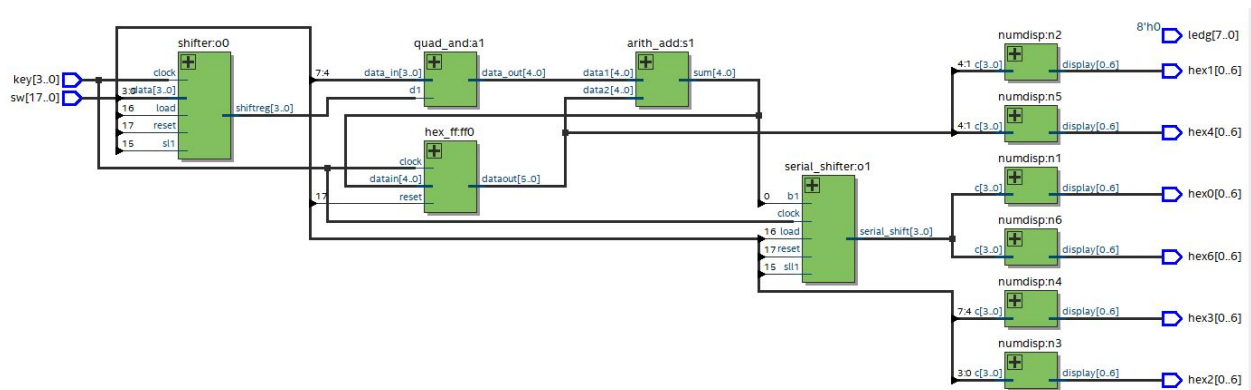 key[3..0]
sw[17..0]
shifter:o0
clock
3:0 data[3..0]
16 load
17 reset
15 sl1
shiftreg[3..0]
quad_and:a1
7:4 data_in[3..0]
d1
data_out[4..0]
hex_ff:ff0
clock
datain[4..0]
17 reset
dataout[5..0]
arith_add:s1
data1[4..0]
data2[4..0]
sum[4..0]
serial_shifter:o1
0 b1
clock
16 load
17 reset
15 sll1
serial_shift[3..0]
8'h0
ledg[7..0]
numdisp:n2
4:1 c[3..0] display[0..6] hex1[0..6]
numdisp:n5
4:1 c[3..0] display[0..6] hex4[0..6]
numdisp:n1
c[3..0] display[0..6] hex0[0..6]
numdisp:n6
c[3..0] display[0..6] hex6[0..6]
numdisp:n4
7:4 c[3..0] display[0..6] hex3[0..6]
numdisp:n3
3:0 c[3..0] display[0..6] hex2[0..6]